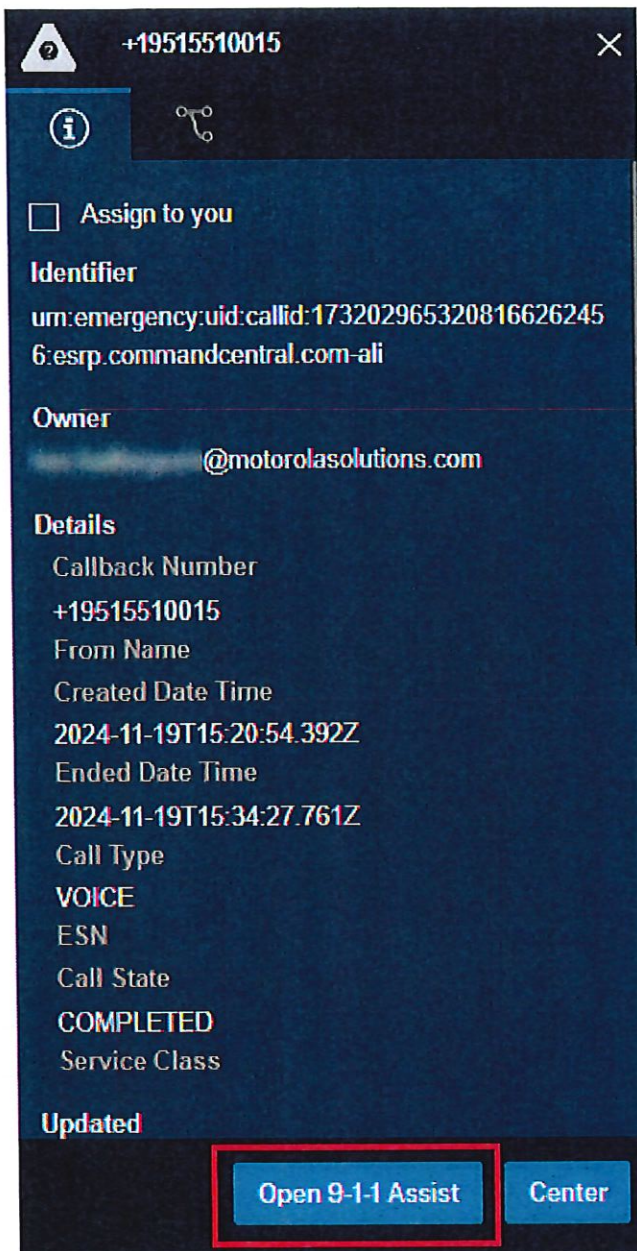 +19515510015
Assign to you
Identifier
urn:emergency:uid:callid:173202965320816626245
6:esrp.commandcentral.com-ali
Owner
@motorolasolutions.com
Details
Callback Number
+19515510015
From Name
Created Date Time
2024-11-19T15:20:54.392Z
Ended Date Time
2024-11-19T15:34:27.761Z
Call Type
VOICE
ESN
Call State
COMPLETED
Service Class
Updated
Open 9-1-1 Assist
Center